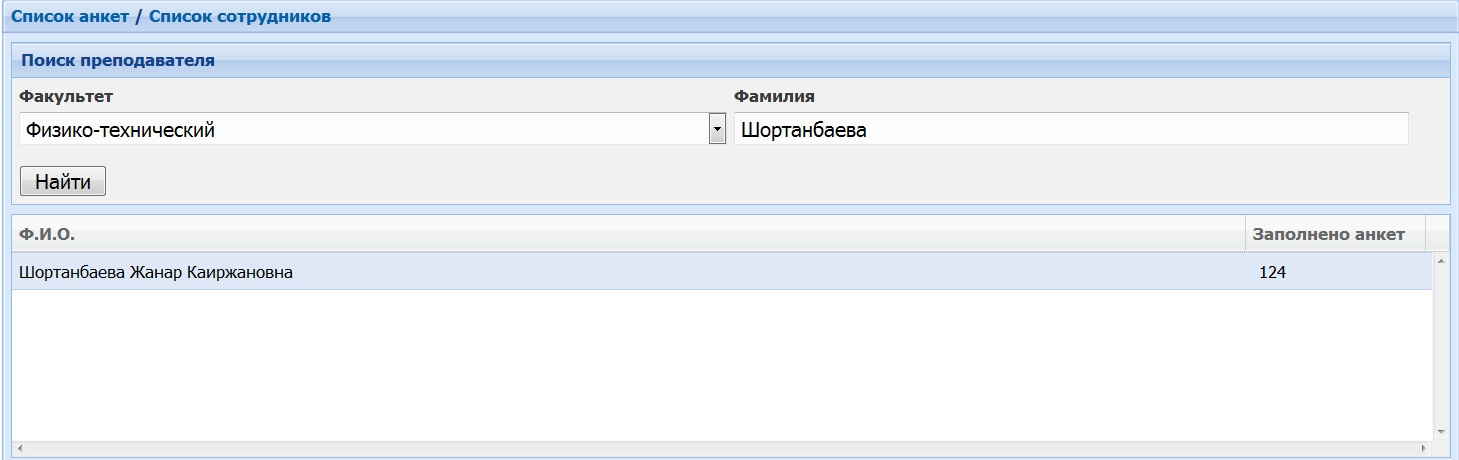 Список анкет / Список сотрудников
Поиск преподавателя
Факультет Фамилия
Физико-технический Шортанбаева
Найти
Ф.И.О. Заполнено анкет
Шортанбаева Жанар Каиржановна 124